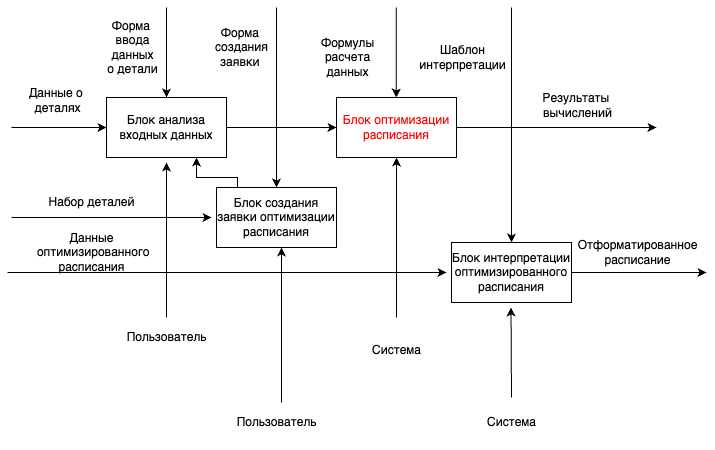 Форма
ввода
данных
о детали
Форма
создания
заявки
Формулы
расчета
данных
Шаблон
интерпретации
Данные о
деталях
Блок анализа
входных данных
Блок оптимизации
расписания
Результаты
вычислений
Набор деталей
Блок создания
заявки оптимизации
расписания
Данные
оптимизированного
расписания
Блок интерпретации
оптимизированного
расписания
Отформатированное
расписание
Пользователь
Система
Пользователь
Система